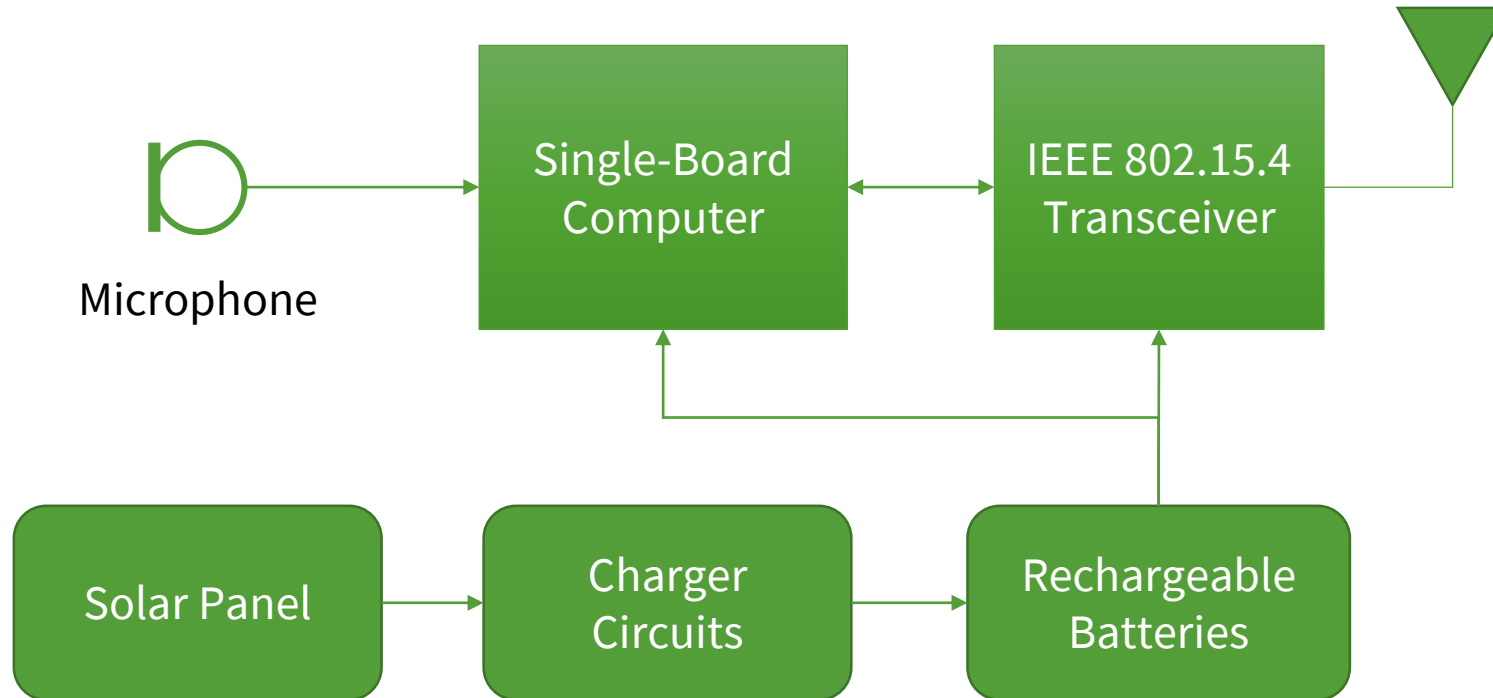 Single-Board
Computer
IEEE 802.15.4
Transceiver
Microphone
Solar Panel
Charger
Circuits
Rechargeable
Batteries